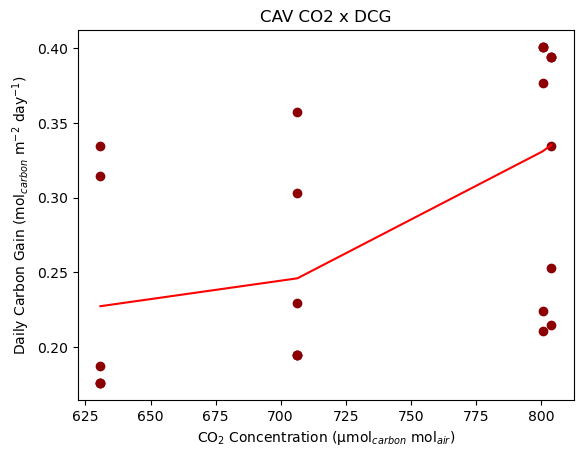 CAV CO2 x DCG
0.40
0.35
0.30
0.25
0.20
Daily Carbon Gain (mol$_{carbon}$ m$^{-2}$ day$^{-1}$)
625 650 675 700 725 750 775 800
CO$_2$ Concentration (μmol$_{carbon}$ mol$_{air}$)